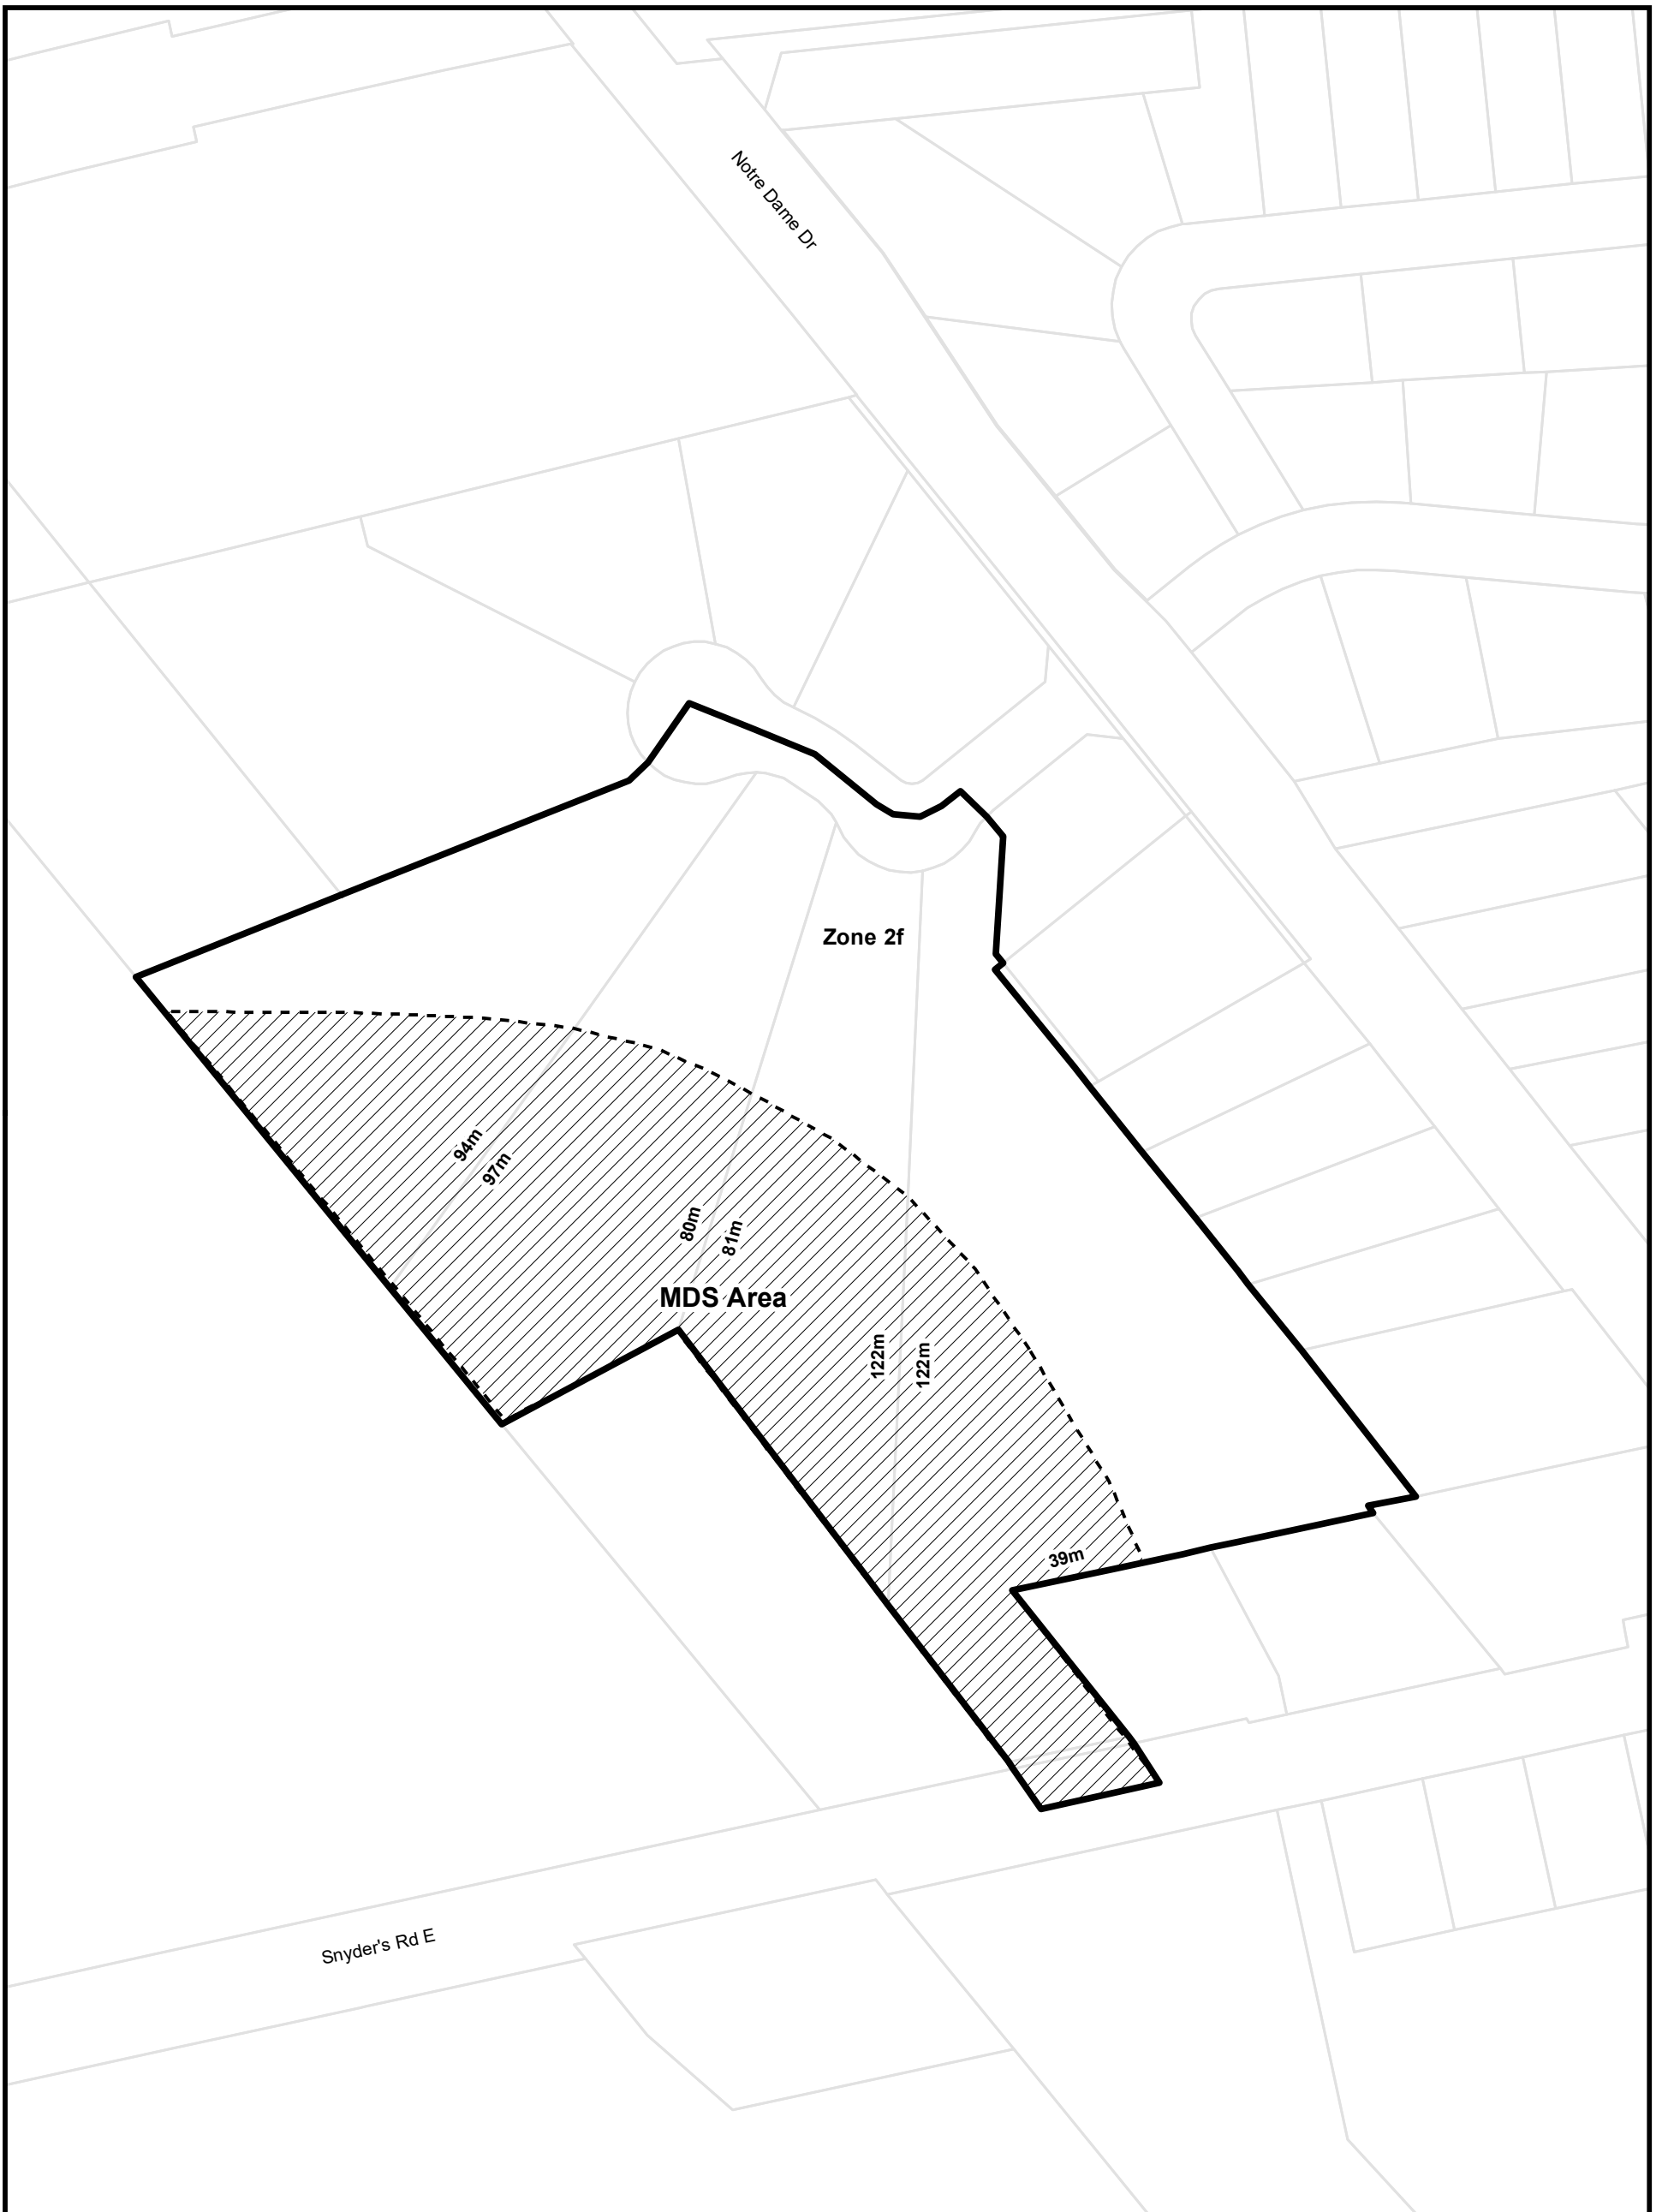 Notre Dame Dr
Zone 2f
94m
97m
80m
81m
MDS Area
122m
122m
39m
Snyder's Rd E